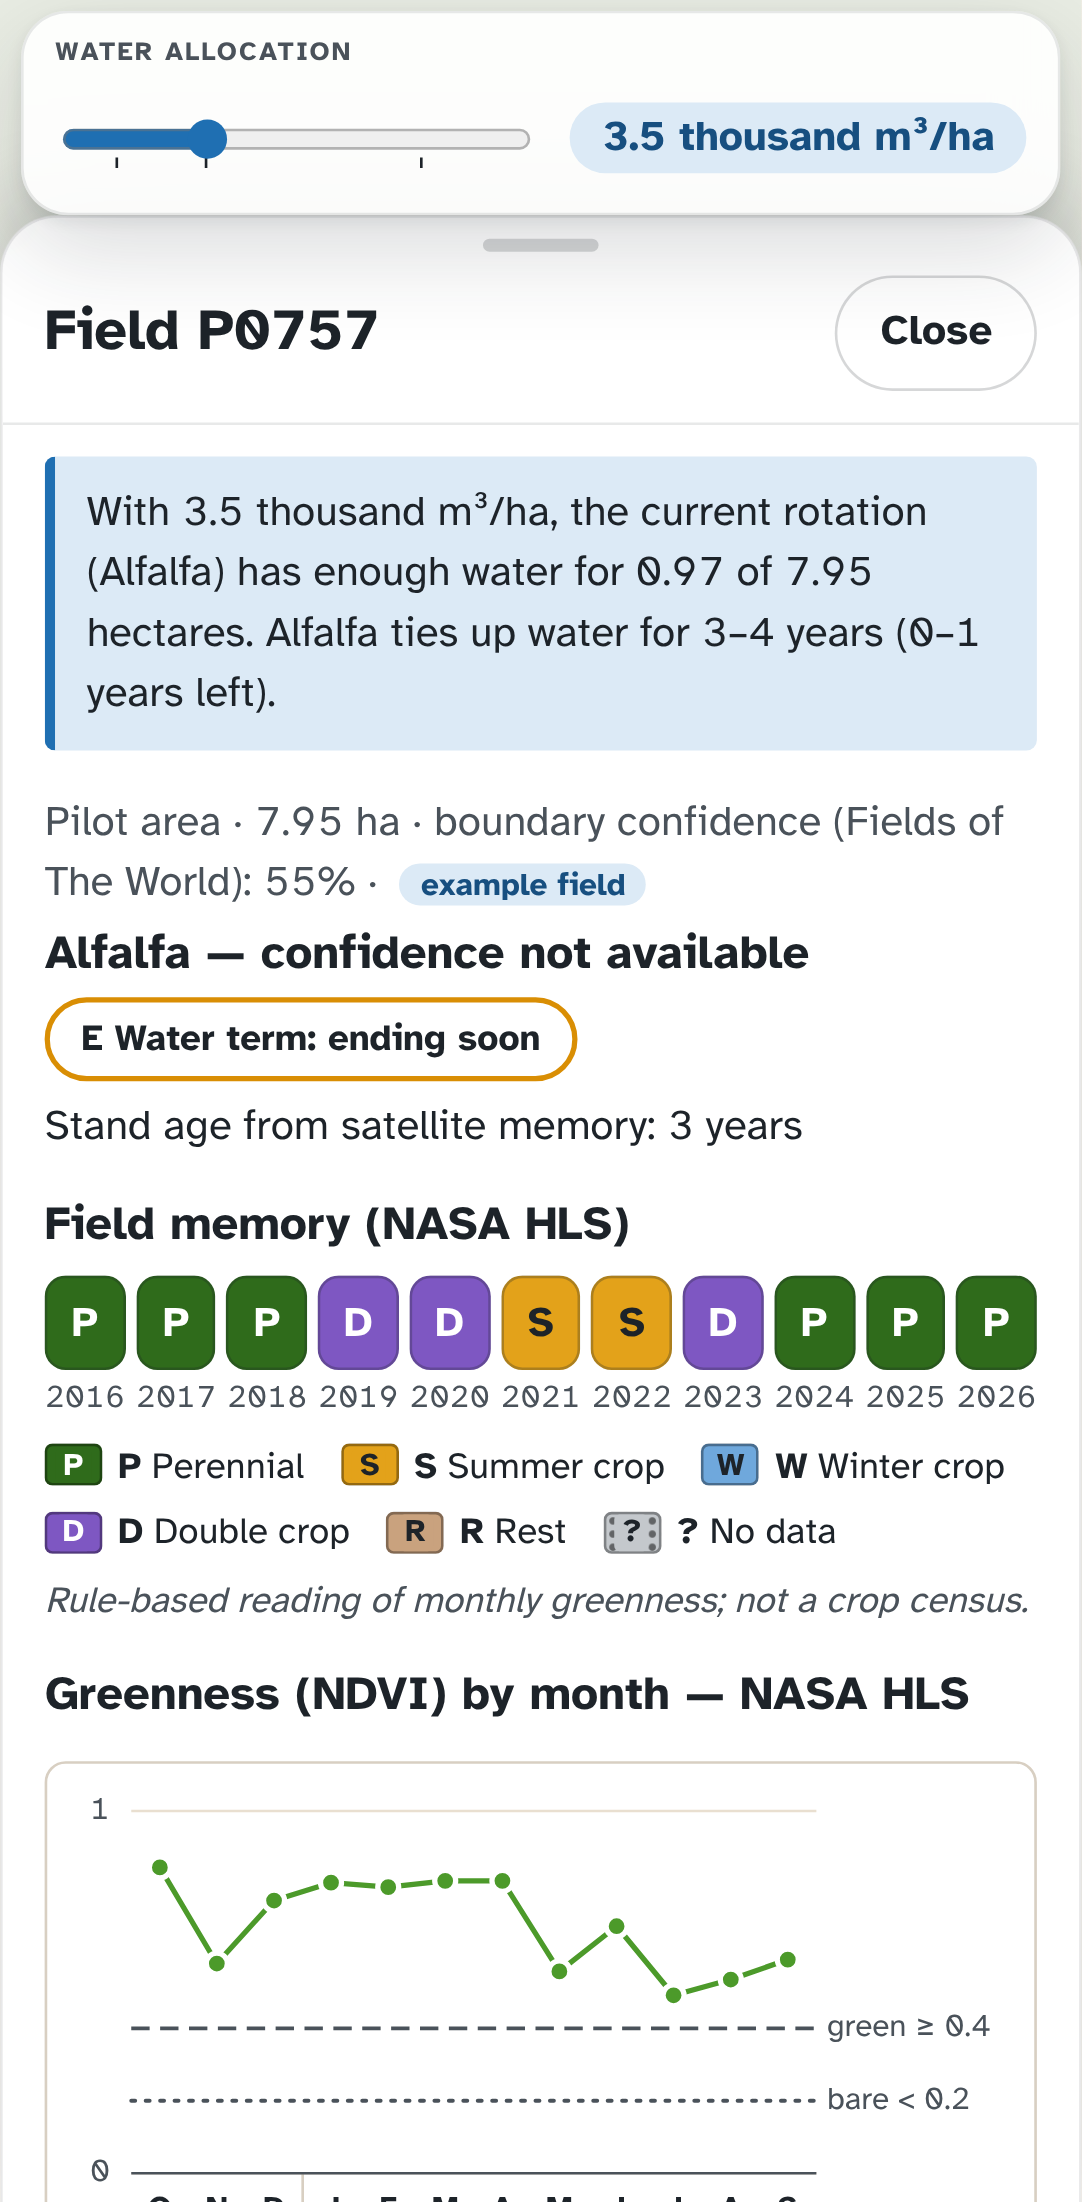 WATER ALLOCATION
3.5 thousand m³/ha
Field P0757
Close
With 3.5 thousand m³/ha, the current rotation
(Alfalfa) has enough water for 0.97 of 7.95
hectares. Alfalfa ties up water for 3–4 years (0–1
years left).
Pilot area · 7.95 ha · boundary confidence (Fields of
The World): 55% · example field
Alfalfa — confidence not available
E Water term: ending soon
Stand age from satellite memory: 3 years
Field memory (NASA HLS)
P P P D D S S D P P P
2016 2017 2018 2019 2020 2021 2022 2023 2024 2025 2026
P P Perennial S S Summer crop W W Winter crop
D D Double crop R R Rest ? ? No data
Rule-based reading of monthly greenness; not a crop census.
Greenness (NDVI) by month — NASA HLS
1
green ≥ 0.4
bare < 0.2
0